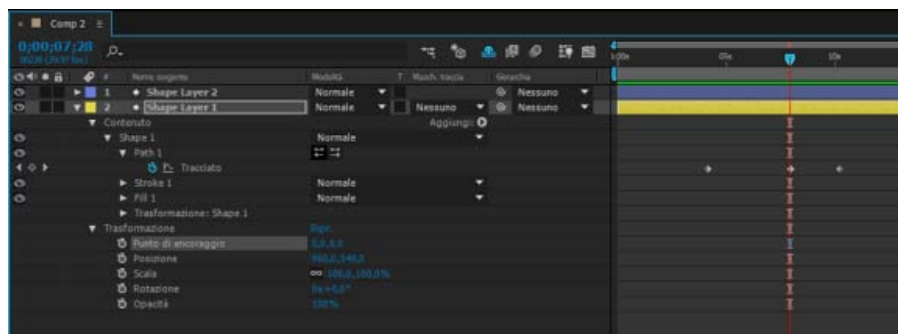 Comp 2
0;00;07;28
# Nome sorgente Modalità T Masch. traccia Gerarchia
1 Shape Layer 2 Normale Nessuno
2 Shape Layer 1 Normale Nessuno Nessuno
Contenuto Aggiungi:
Shape 1 Normale
Path 1
Tracciato
Stroke 1 Normale
Fill 1 Normale
Trasformazione: Shape 1
Trasformazione Ripr.
Punto di ancoraggio 0,0,0,0
Posizione 960,0,540,0
Scala 100,0,100,0%
Rotazione 0x+0,0°
Opacità 100%
05s
10s